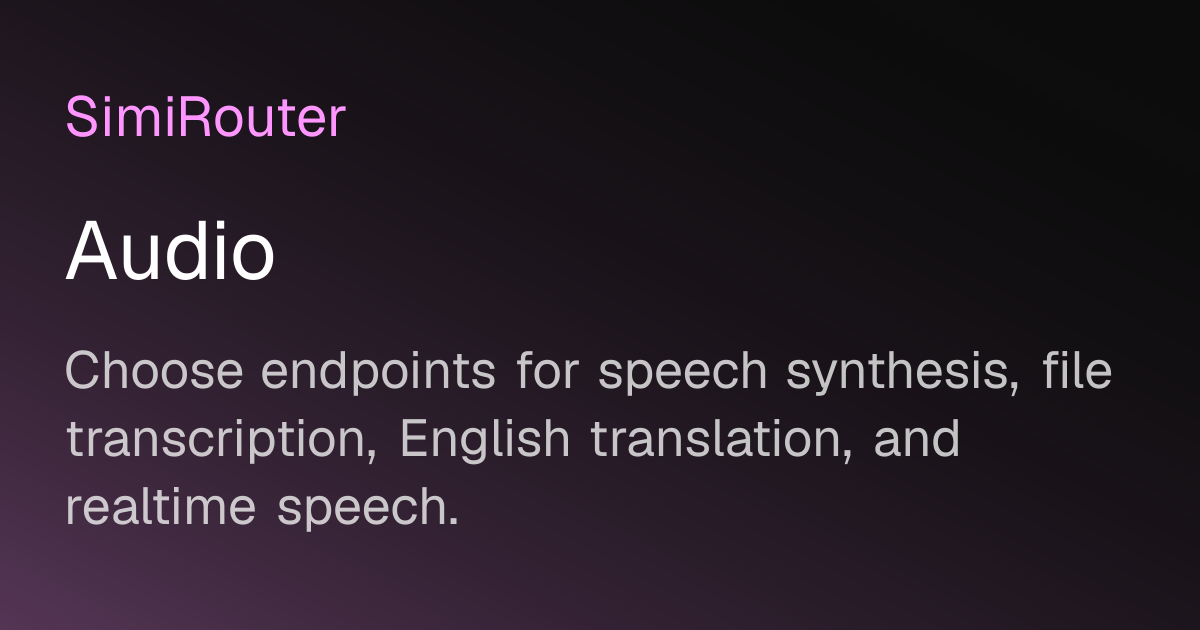 SimiRouter
Audio
Choose endpoints for speech synthesis, file
transcription, English translation, and
realtime speech.